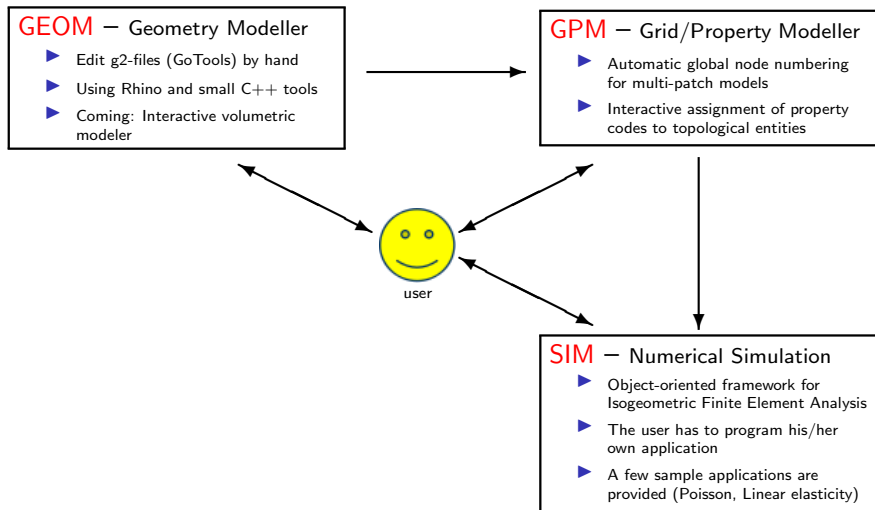 GEOM – Geometry Modeller
Edit g2-files (GoTools) by hand
Using Rhino and small C++ tools
Coming: Interactive volumetric
modeler
GPM – Grid/Property Modeller
Automatic global node numbering
for multi-patch models
Interactive assignment of property
codes to topological entities
user
SIM – Numerical Simulation
Object-oriented framework for
Isogeometric Finite Element Analysis
The user has to program his/her
own application
A few sample applications are
provided (Poisson, Linear elasticity)